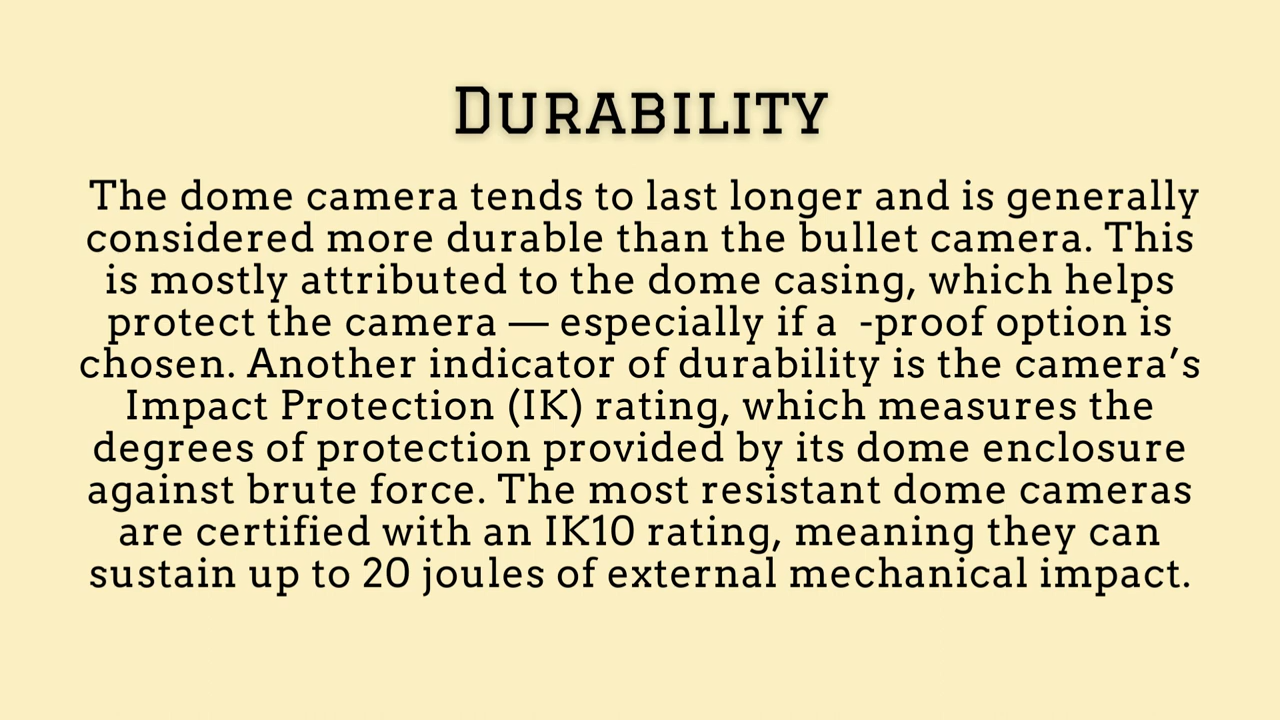 Durability
The dome camera tends to last longer and is generally
considered more durable than the bullet camera. This
is mostly attributed to the dome casing, which helps
protect the camera — especially if a  -proof option is
chosen. Another indicator of durability is the camera’s
Impact Protection (IK) rating, which measures the
degrees of protection provided by its dome enclosure
against brute force. The most resistant dome cameras
are certified with an IK10 rating, meaning they can
sustain up to 20 joules of external mechanical impact.